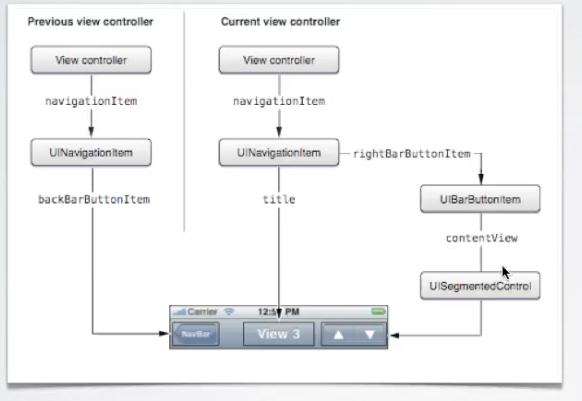 Previous view controller
Current view controller
View controller
View controller
navigationItem
navigationItem
UINavigationItem
UINavigationItem
rightBarButtonItem
backBarButtonItem
title
UIBarButtonItem
contentView
UISegmentedControl
Carrier
12:57 PM
NavBar
View 3